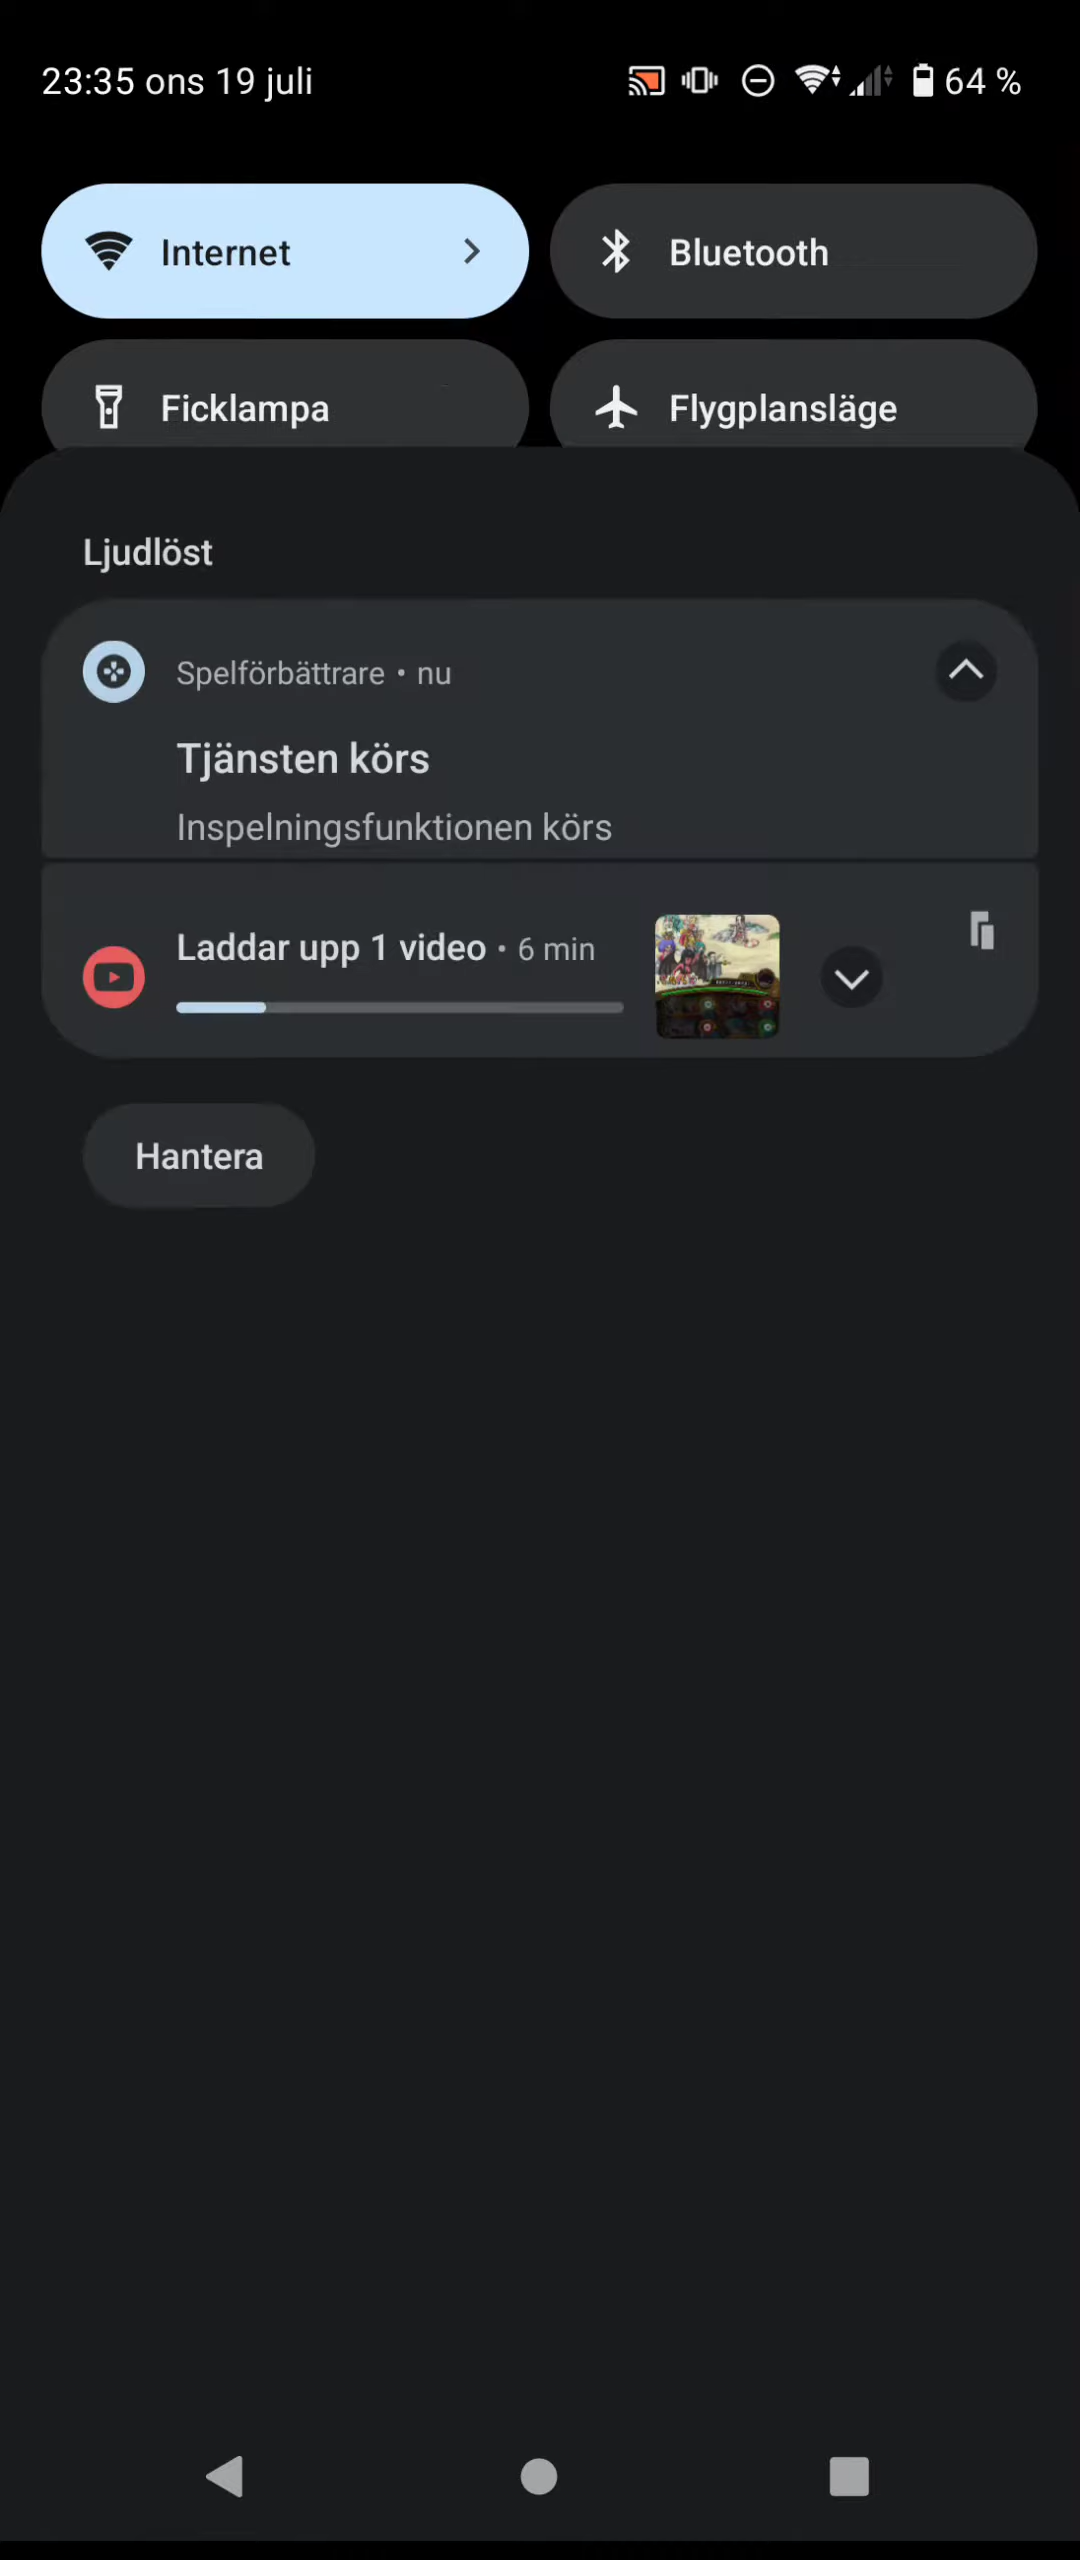 23:35 ons 19 juli
64 %
Internet
Bluetooth
Ficklampa
Flygplansläge
Ljudlöst
Spelförbättrare • nu
Tjänsten körs
Inspelningsfunktionen körs
Laddar upp 1 video • 6 min
Hantera